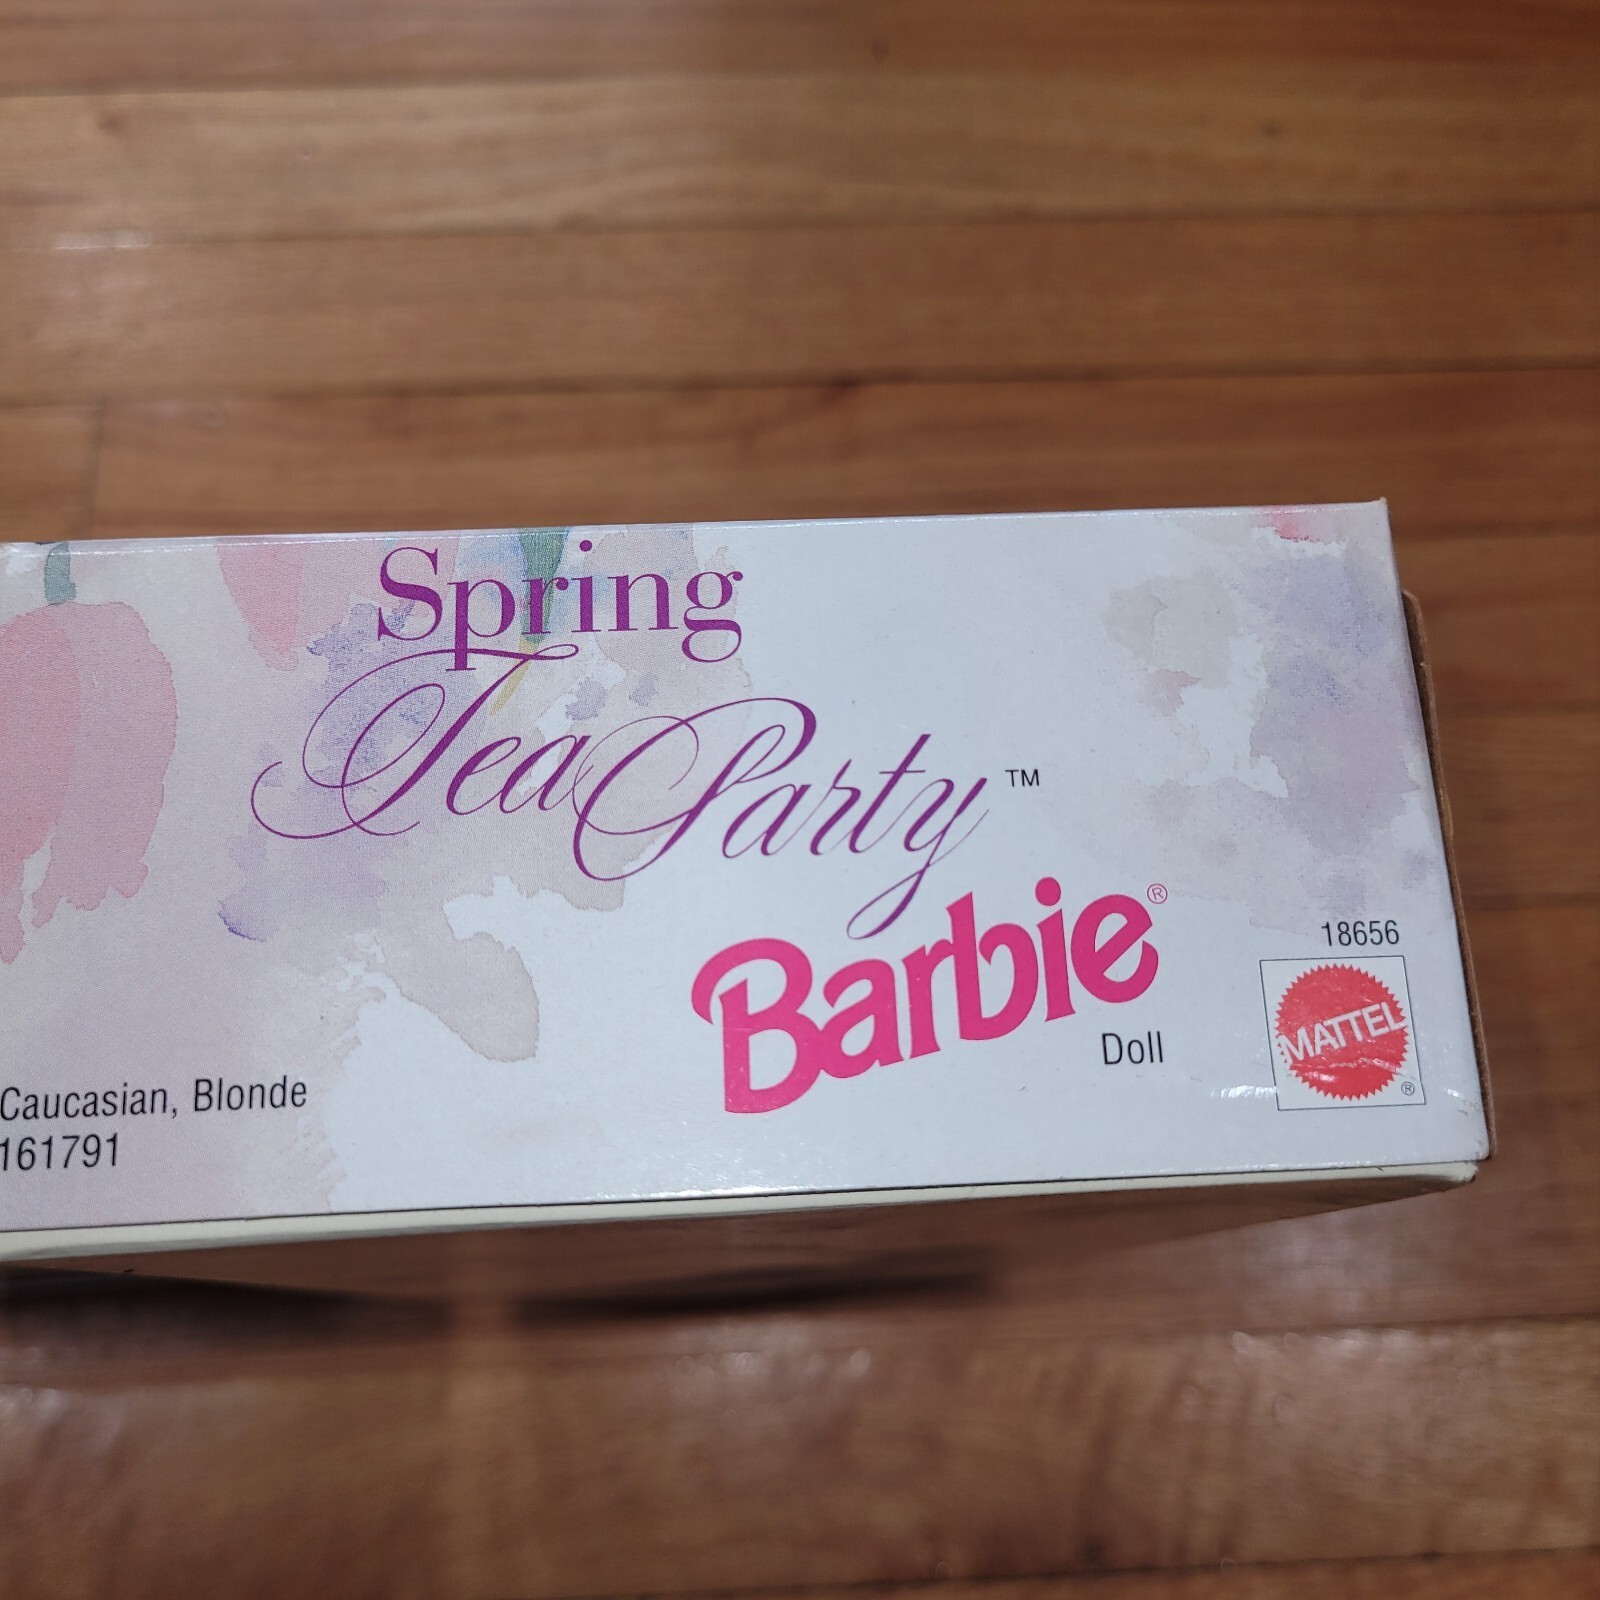 Spring
Tea Party™
Barbie®
Doll
18656
MATTEL
®
Caucasian, Blonde
161791